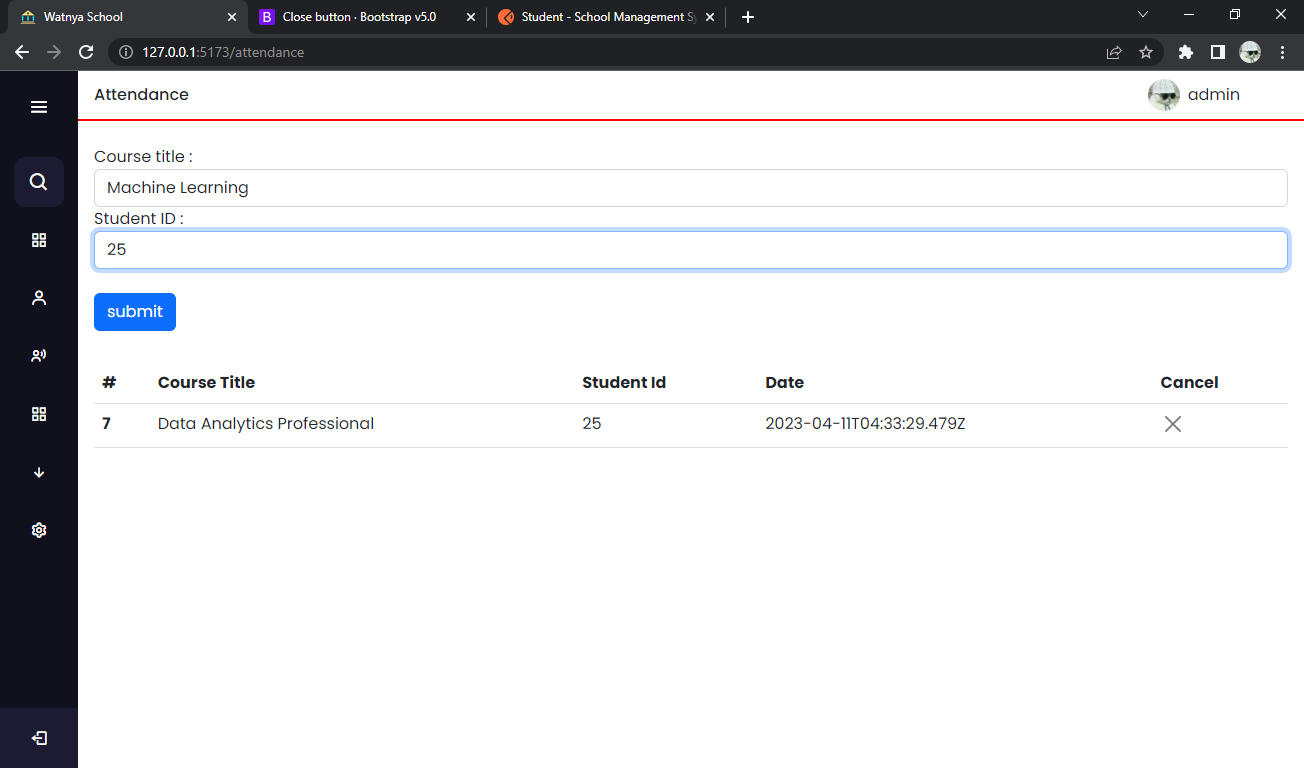 Watnya School
B Close button · Bootstrap v5.0
Student - School Management Sy
127.0.0.1:5173/attendance
Attendance
admin
Course title :
Machine Learning
Student ID :
25
submit
# Course Title Student Id Date Cancel
7 Data Analytics Professional 25 2023-04-11T04:33:29.479Z